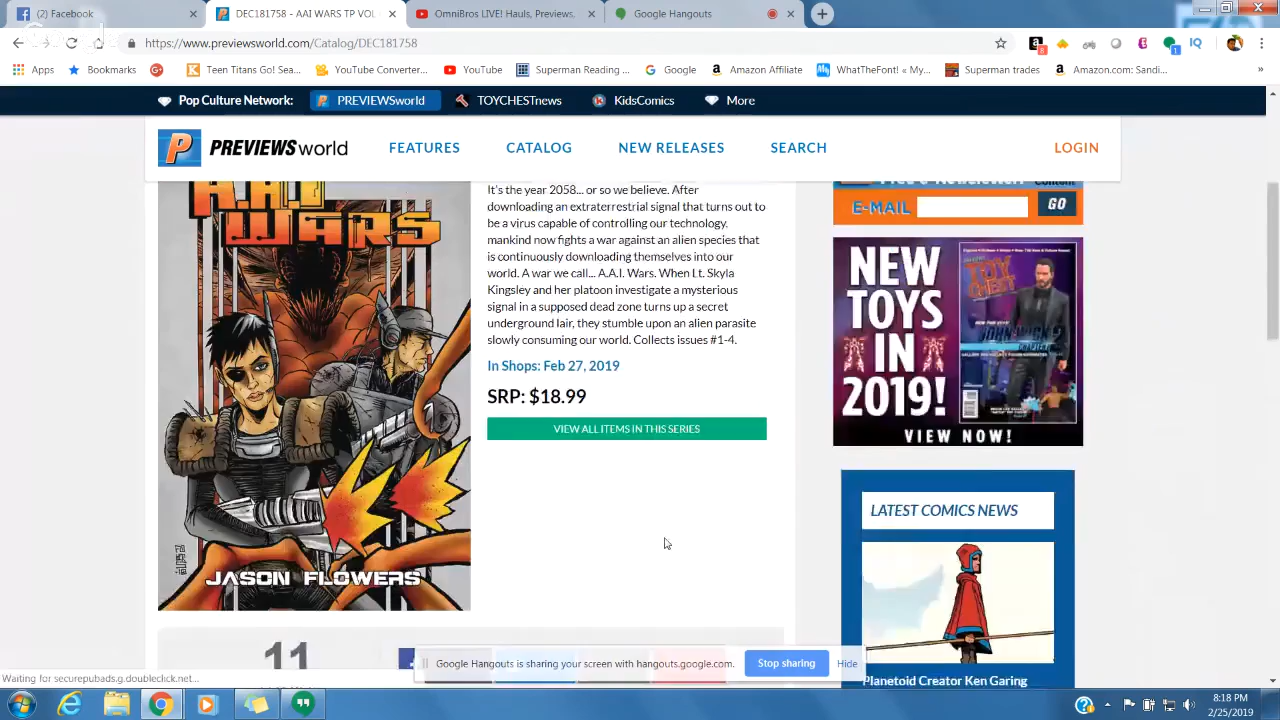 (2) Facebook
DEC181758 - AAI WARS TP VOL
OmniBros LIVE! Hauls, Previews,
Google Hangouts
https://www.previewsworld.com/Catalog/DEC181758
8
1
IQ
Apps
Bookmarks
Teen Titans Go! Sea...
YouTube Converter...
YouTube
Superman Reading ...
Google
Amazon Affiliate
WhatTheFont! « My...
Superman trades
Amazon.com: Sandi...
»
Pop Culture Network:
PREVIEWSworld
TOYCHESTnews
KidsComics
More
PREVIEWSworld
FEATURES
CATALOG
NEW RELEASES
SEARCH
LOGIN
A.A.I
WARS
JASON FLOWERS
It's the year 2058... or so we believe. After
downloading an extraterrestrial signal that turns out to
be a virus capable of controlling our technology,
mankind now fights a war against an alien species that
is continuously downloading themselves into our
world. A war we call... A.A.I. Wars. When Lt. Skyla
Kingsley and her platoon investigate a mysterious
signal in a supposed dead zone turns up a secret
underground lair, they stumble upon an alien parasite
slowly consuming our world. Collects issues #1-4.
In Shops: Feb 27, 2019
SRP: $18.99
VIEW ALL ITEMS IN THIS SERIES
E-MAIL
GO
NEW
TOYS
IN
2019!
VIEW NOW!
TOY
CHEST
LATEST COMICS NEWS
Planetoid Creator Ken Garing
11
Google Hangouts is sharing your screen with hangouts.google.com.
Stop sharing
Hide
Waiting for securepubads.g.doubleclick.net...
8:18 PM
2/25/2019